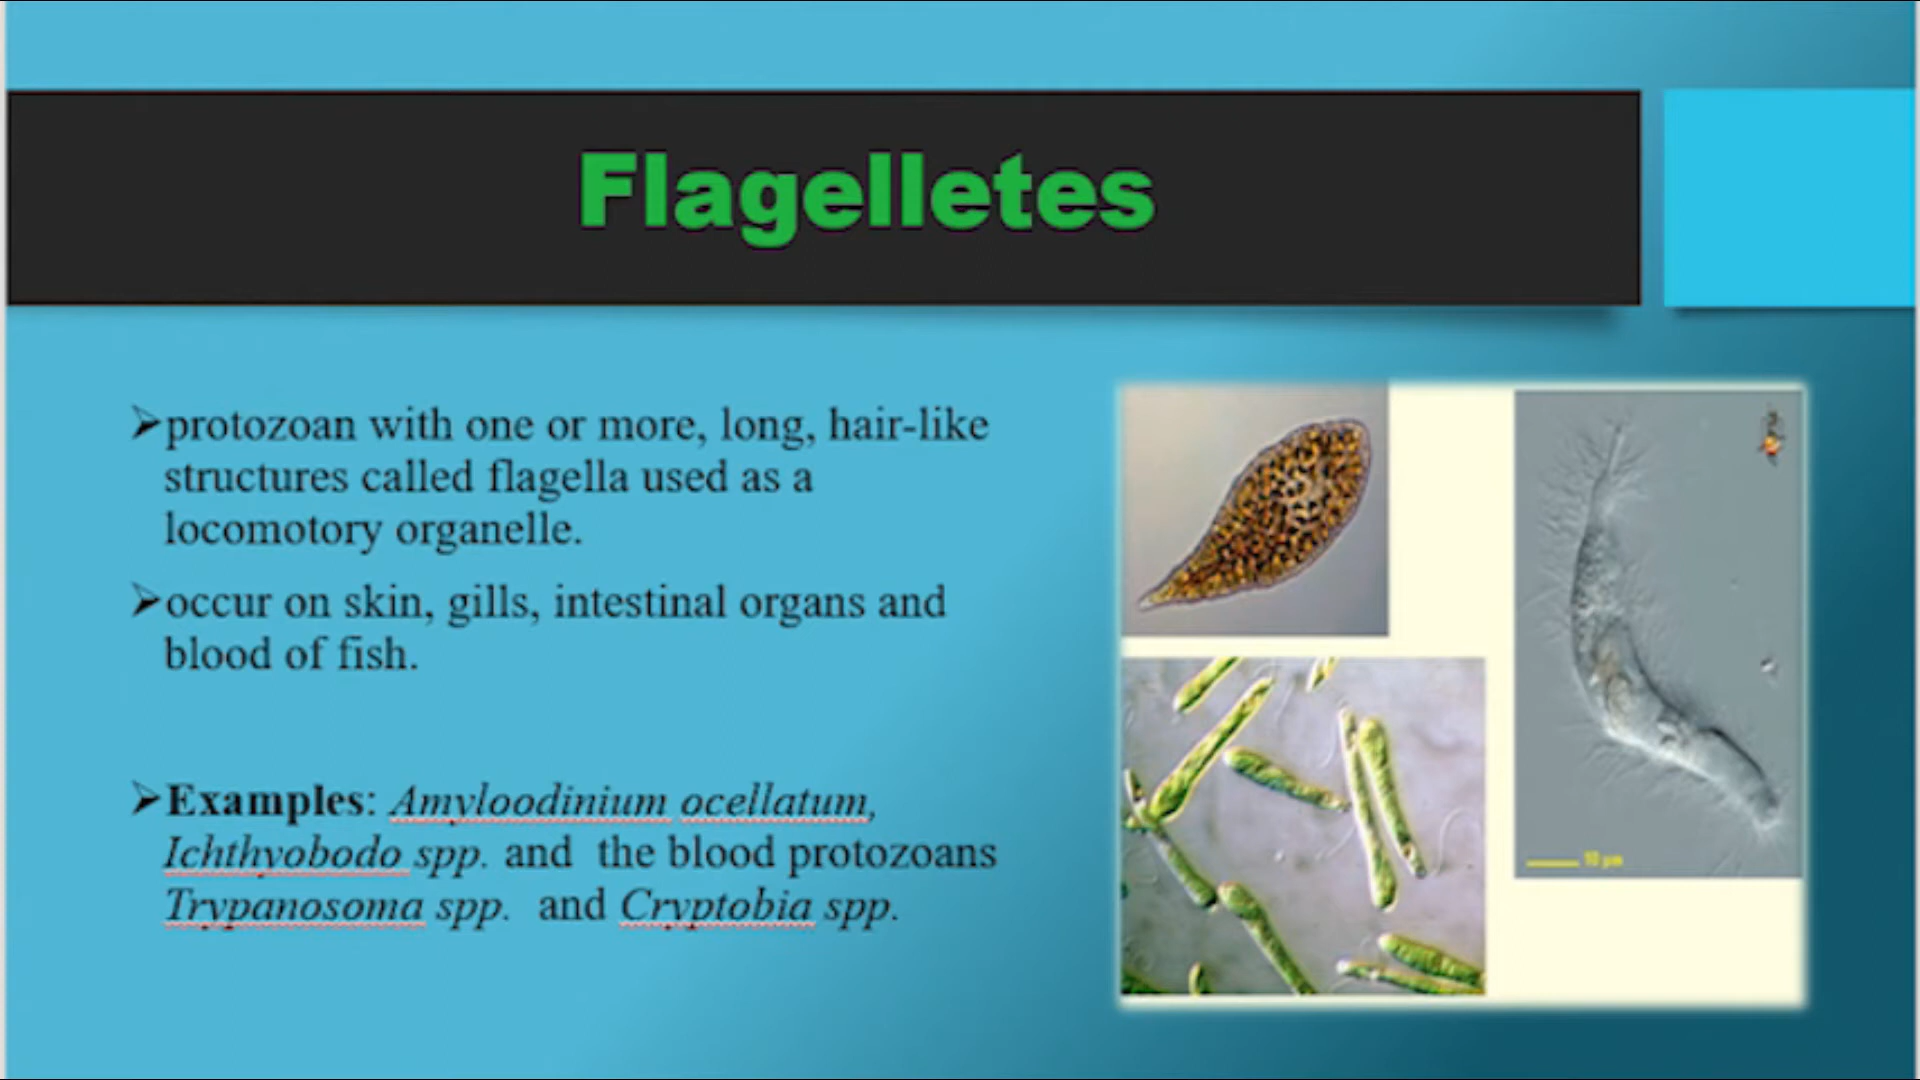 Flagelletes
➢protozoan with one or more, long, hair-like
structures called flagella used as a
locomotory organelle.
➢occur on skin, gills, intestinal organs and
blood of fish.
➢Examples: Amyloodinium ocellatum,
Ichthyobodo spp. and the blood protozoans
Trypanosoma spp. and Cryptobia spp.
10 µm